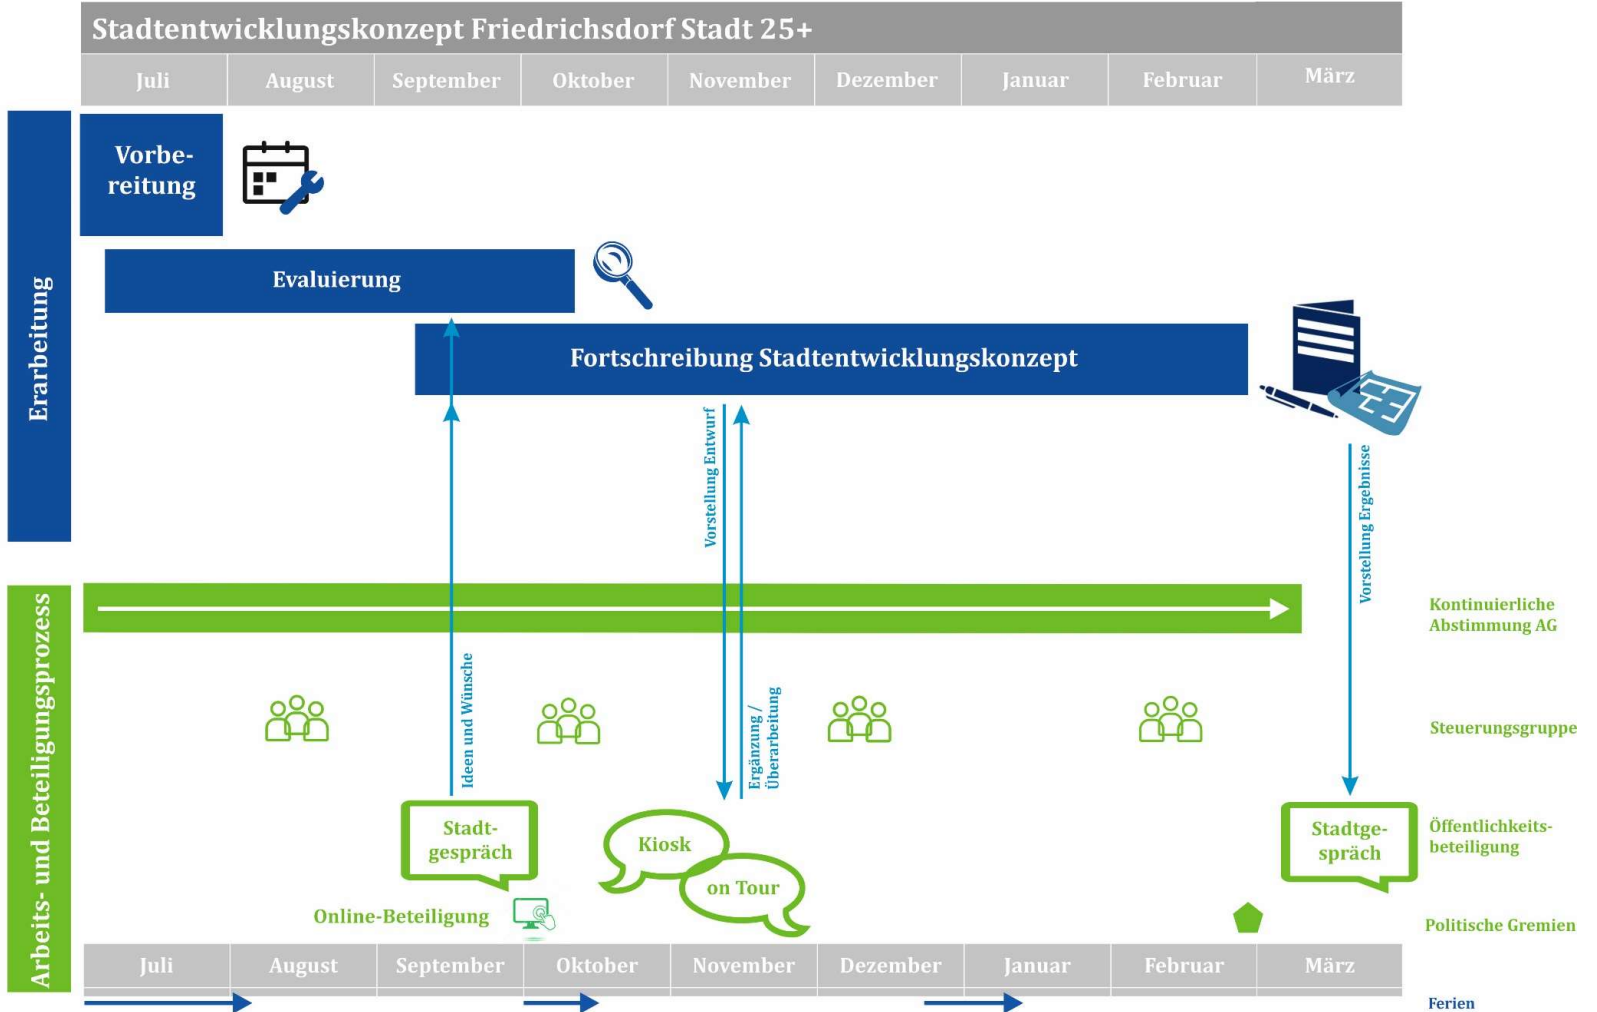 Stadtentwicklungskonzept Friedrichsdorf Stadt 25+
Juli August September Oktober November Dezember Januar Februar März
Erarbeitung
Vorbe-
reitung
Evaluierung
Fortschreibung Stadtentwicklungskonzept
Vorstellung Entwurf
Vorstellung Ergebnisse
Arbeits- und Beteiligungsprozess
Kontinuierliche
Abstimmung AG
Ideen und Wünsche
Ergänzung /
Überarbeitung
Steuerungsgruppe
Stadt-
gespräch
Kiosk
on Tour
Stadtge-
spräch
Öffentlichkeits-
beteiligung
Online-Beteiligung
Politische Gremien
Juli August September Oktober November Dezember Januar Februar März
Ferien